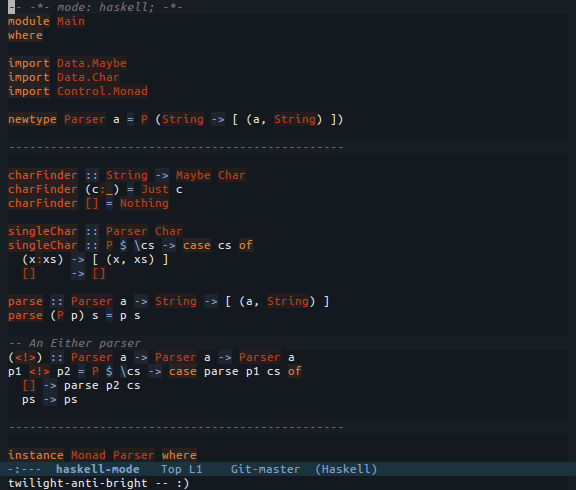 -- -*- mode: haskell; -*-
module Main
where
import Data.Maybe
import Data.Char
import Control.Monad
newtype Parser a = P (String -> [ (a, String) ])
------------------------------------------------
charFinder :: String -> Maybe Char
charFinder (c:_) = Just c
charFinder [] = Nothing
singleChar :: Parser Char
singleChar :: P $ \cs -> case cs of
  (x:xs) -> [ (x, xs) ]
  []     -> []
parse :: Parser a -> String -> [ (a, String) ]
parse (P p) s = p s
-- An Either parser
(<!>) :: Parser a -> Parser a -> Parser a
p1 <!> p2 = P $ \cs -> case parse p1 cs of
  [] -> parse p2 cs
  ps -> ps
------------------------------------------------
instance Monad Parser where
-:---  haskell-mode   Top L1    Git-master  (Haskell)
twilight-anti-bright -- :)